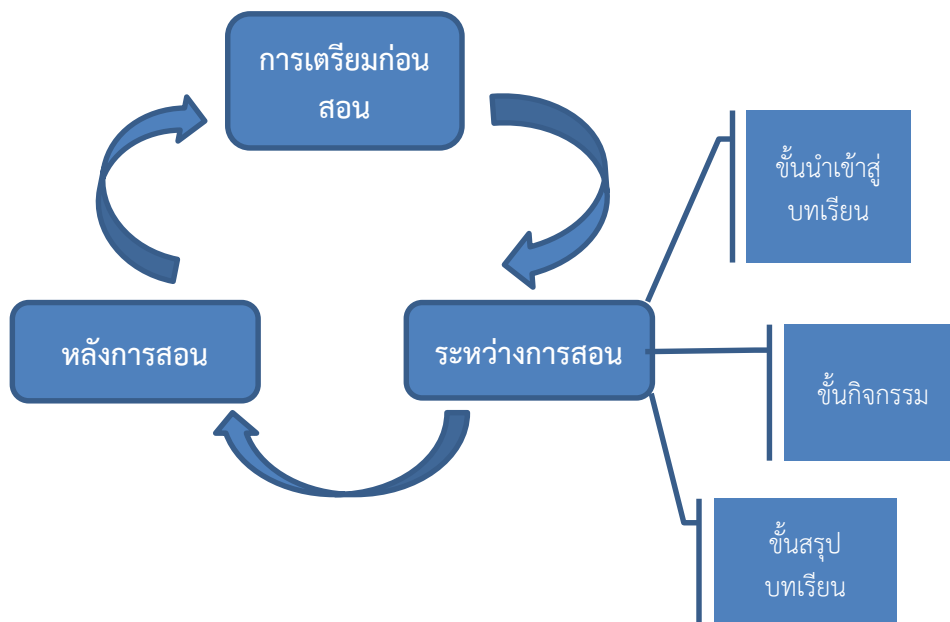 การเตรียมก่อน
สอน
ขั้นนำเข้าสู่
บทเรียน
หลังการสอน
ระหว่างการสอน
ขั้นกิจกรรม
ขั้นสรุป
บทเรียน